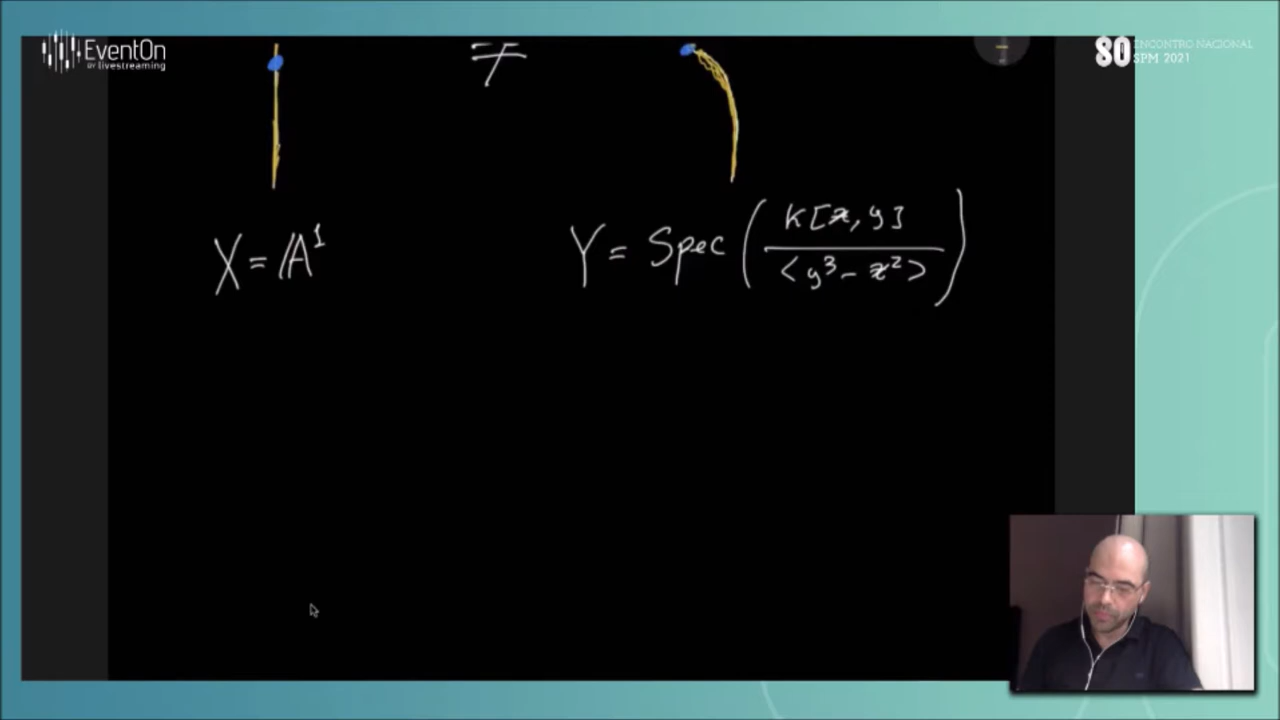 EventOn
BY livestreaming
80 ENCONTRO NACIONAL
SPM 2021
≠
X = A¹
Y = Spec ( k[x,y] / <y³ - x²> )